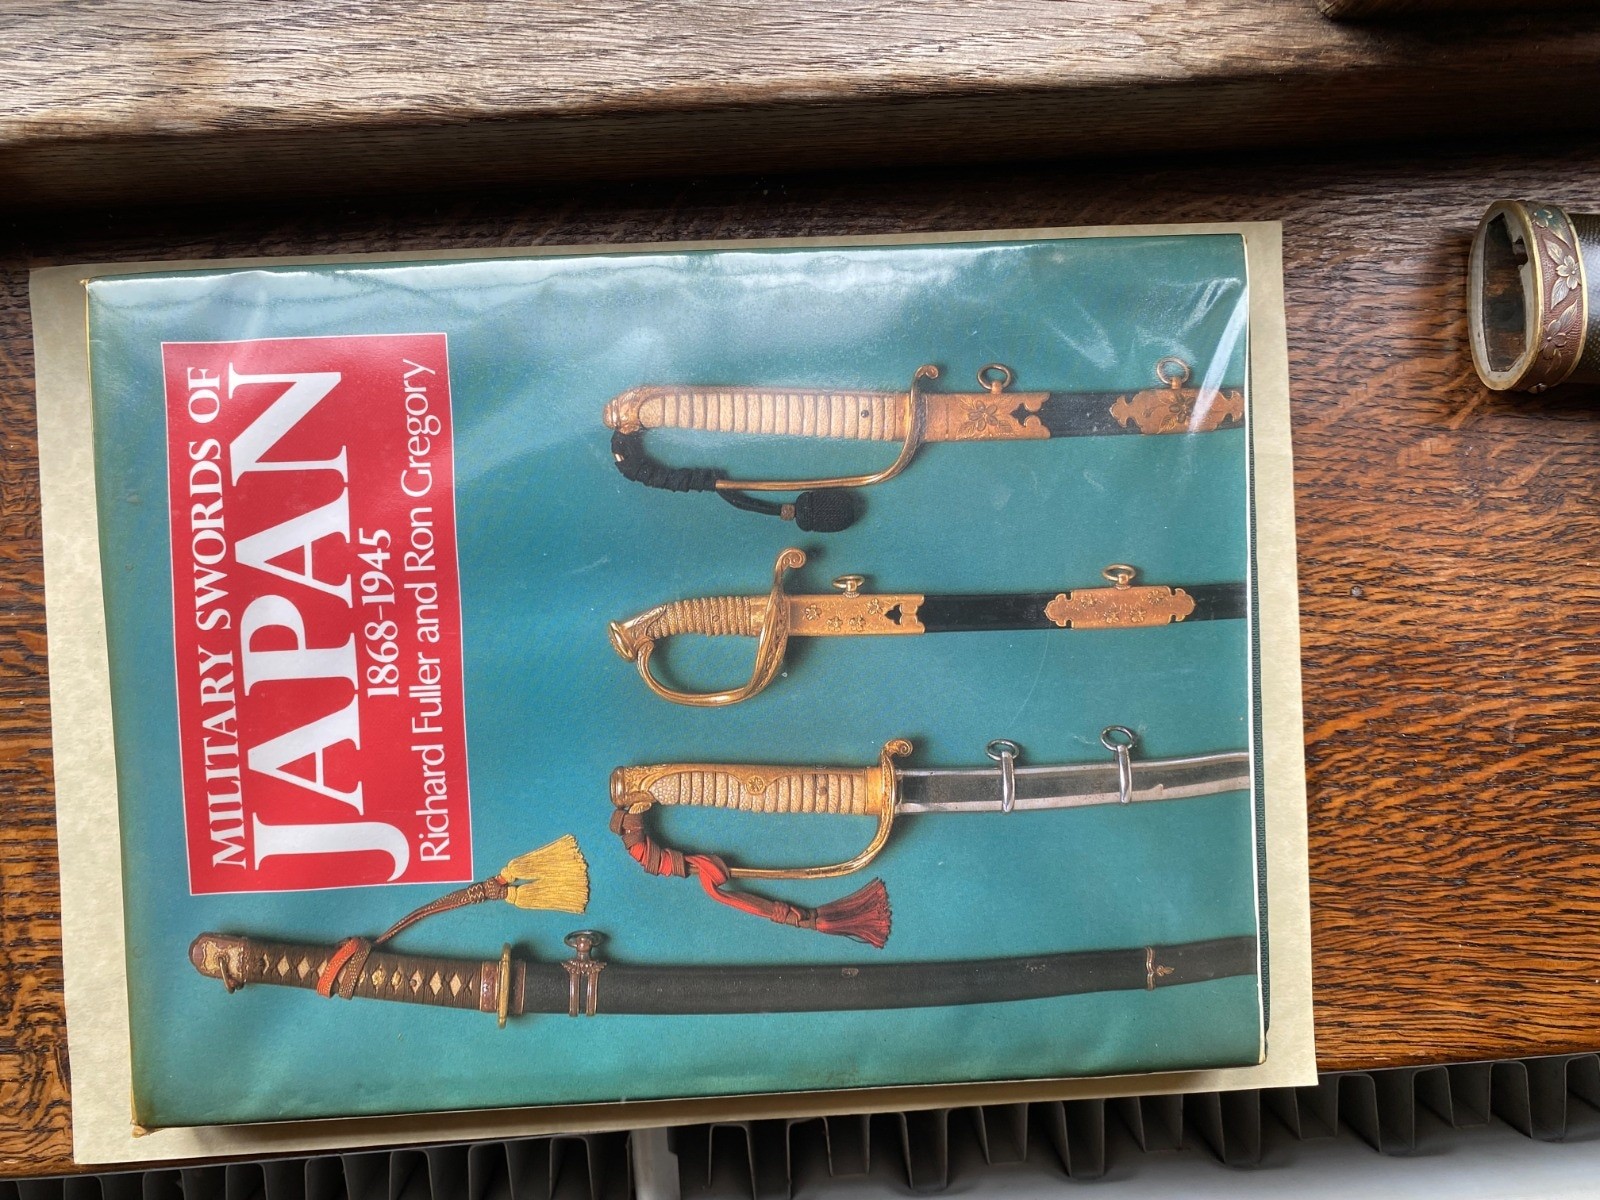 MILITARY SWORDS OF
JAPAN
1868-1945
Richard Fuller and Ron Gregory